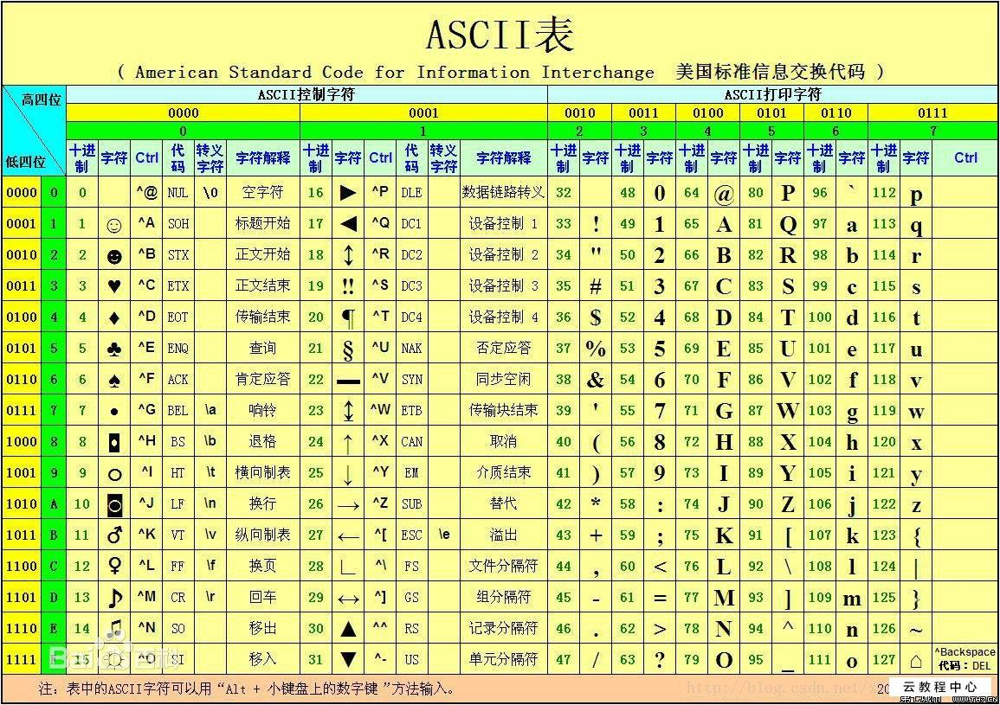 ASCII表
( American Standard Code for Information Interchange 美国标准信息交换代码 )
高四位 ASCII控制字符 ASCII打印字符
0000 0001 0010 0011 0100 0101 0110 0111
0 1 2 3 4 5 6 7
低四位 十进制 字符 Ctrl 代码 转义字符 字符解释 十进制 字符 Ctrl 代码 转义字符 字符解释 十进制 字符 十进制 字符 十进制 字符 十进制 字符 十进制 字符 十进制 字符 Ctrl
0000 0 0 ^@ NUL \0 空字符 16 ► ^P DLE 数据链路转义 32 48 0 64 @ 80 P 96 ` 112 p
0001 1 1 ☺ ^A SOH 标题开始 17 ◄ ^Q DC1 设备控制 1 33 ! 49 1 65 A 81 Q 97 a 113 q
0010 2 2 ☻ ^B STX 正文开始 18 ↕ ^R DC2 设备控制 2 34 " 50 2 66 B 82 R 98 b 114 r
0011 3 3 ♥ ^C ETX 正文结束 19 ‼ ^S DC3 设备控制 3 35 # 51 3 67 C 83 S 99 c 115 s
0100 4 4 ♦ ^D EOT 传输结束 20 ¶ ^T DC4 设备控制 4 36 $ 52 4 68 D 84 T 100 d 116 t
0101 5 5 ♣ ^E ENQ 查询 21 § ^U NAK 否定应答 37 % 53 5 69 E 85 U 101 e 117 u
0110 6 6 ♠ ^F ACK 肯定应答 22 ▬ ^V SYN 同步空闲 38 & 54 6 70 F 86 V 102 f 118 v
0111 7 7 • ^G BEL \a 响铃 23 ↨ ^W ETB 传输块结束 39 ' 55 7 71 G 87 W 103 g 119 w
1000 8 8 ◘ ^H BS \b 退格 24 ↑ ^X CAN 取消 40 ( 56 8 72 H 88 X 104 h 120 x
1001 9 9 ○ ^I HT \t 横向制表 25 ↓ ^Y EM 介质结束 41 ) 57 9 73 I 89 Y 105 i 121 y
1010 A 10 ◙ ^J LF \n 换行 26 → ^Z SUB 替代 42 * 58 : 74 J 90 Z 106 j 122 z
1011 B 11 ♂ ^K VT \v 纵向制表 27 ← ^[ ESC \e 溢出 43 + 59 ; 75 K 91 [ 107 k 123 {
1100 C 12 ♀ ^L FF \f 换页 28 ∟ ^\ FS 文件分隔符 44 , 60 < 76 L 92 \ 108 l 124 |
1101 D 13 ♪ ^M CR \r 回车 29 ↔ ^] GS 组分隔符 45 - 61 = 77 M 93 ] 109 m 125 }
1110 E 14 ♫ ^N SO 移出 30 ▲ ^^ RS 记录分隔符 46 . 62 > 78 N 94 ^ 110 n 126 ~
1111 F 15 ☼ ^O SI 移入 31 ▼ ^- US 单元分隔符 47 / 63 ? 79 O 95 _ 111 o 127 ⌂ ^Backspace 代码：DEL
Baidu百科
注：表中的ASCII字符可以用“Alt + 小键盘上的数字键”方法输入。
http://blog.csdn.net/
云教程中心